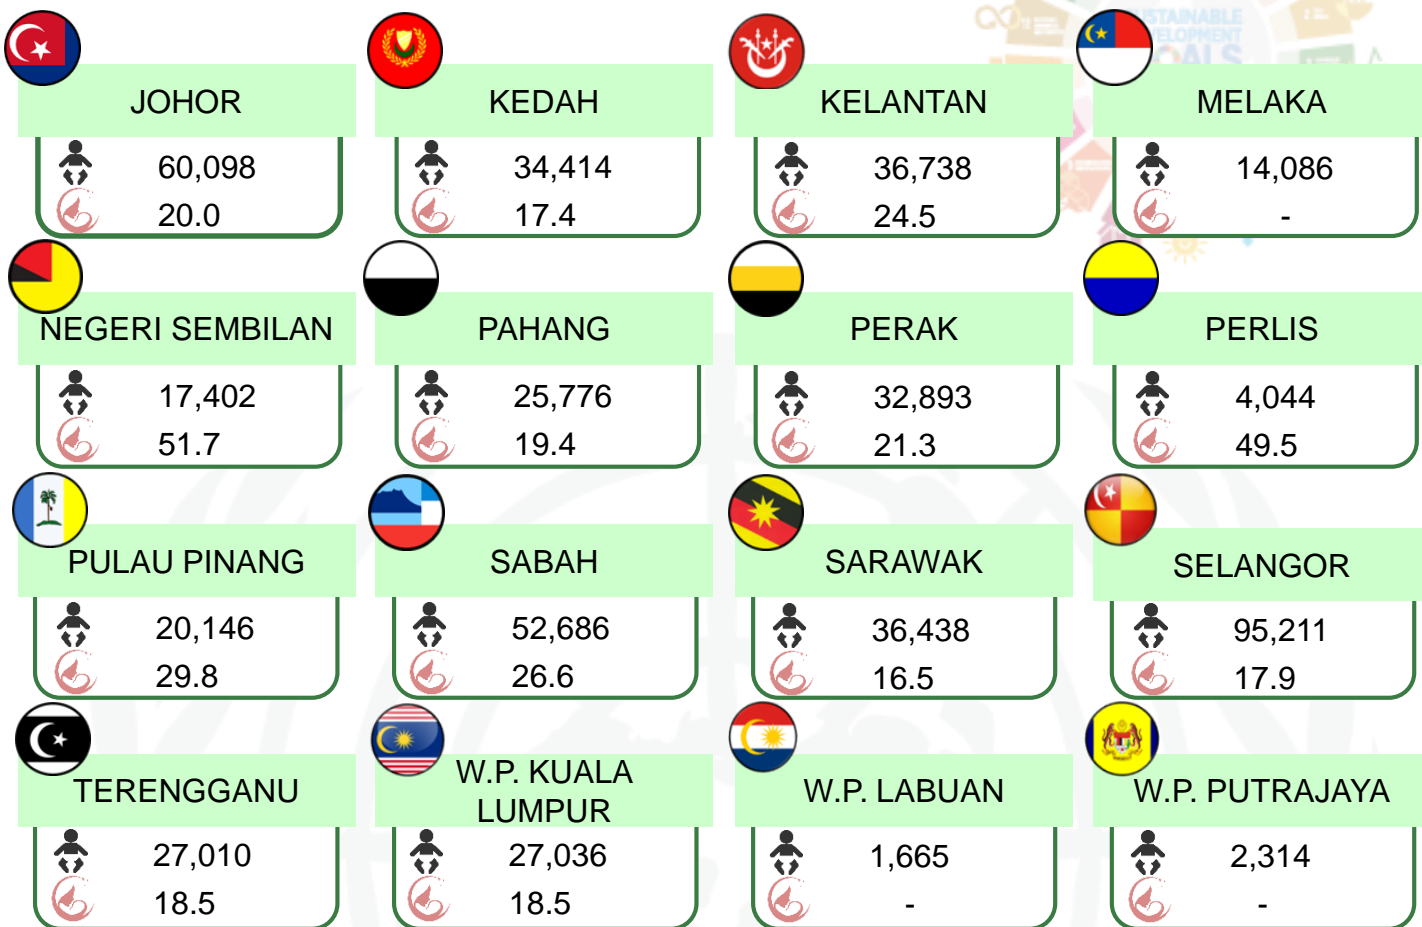 SUSTAINABLE
DEVELOPMENT
GOALS
JOHOR
60,098
20.0
KEDAH
34,414
17.4
KELANTAN
36,738
24.5
MELAKA
14,086
-
NEGERI SEMBILAN
17,402
51.7
PAHANG
25,776
19.4
PERAK
32,893
21.3
PERLIS
4,044
49.5
PULAU PINANG
20,146
29.8
SABAH
52,686
26.6
SARAWAK
36,438
16.5
SELANGOR
95,211
17.9
TERENGGANU
27,010
18.5
W.P. KUALA
LUMPUR
27,036
18.5
W.P. LABUAN
1,665
-
W.P. PUTRAJAYA
2,314
-